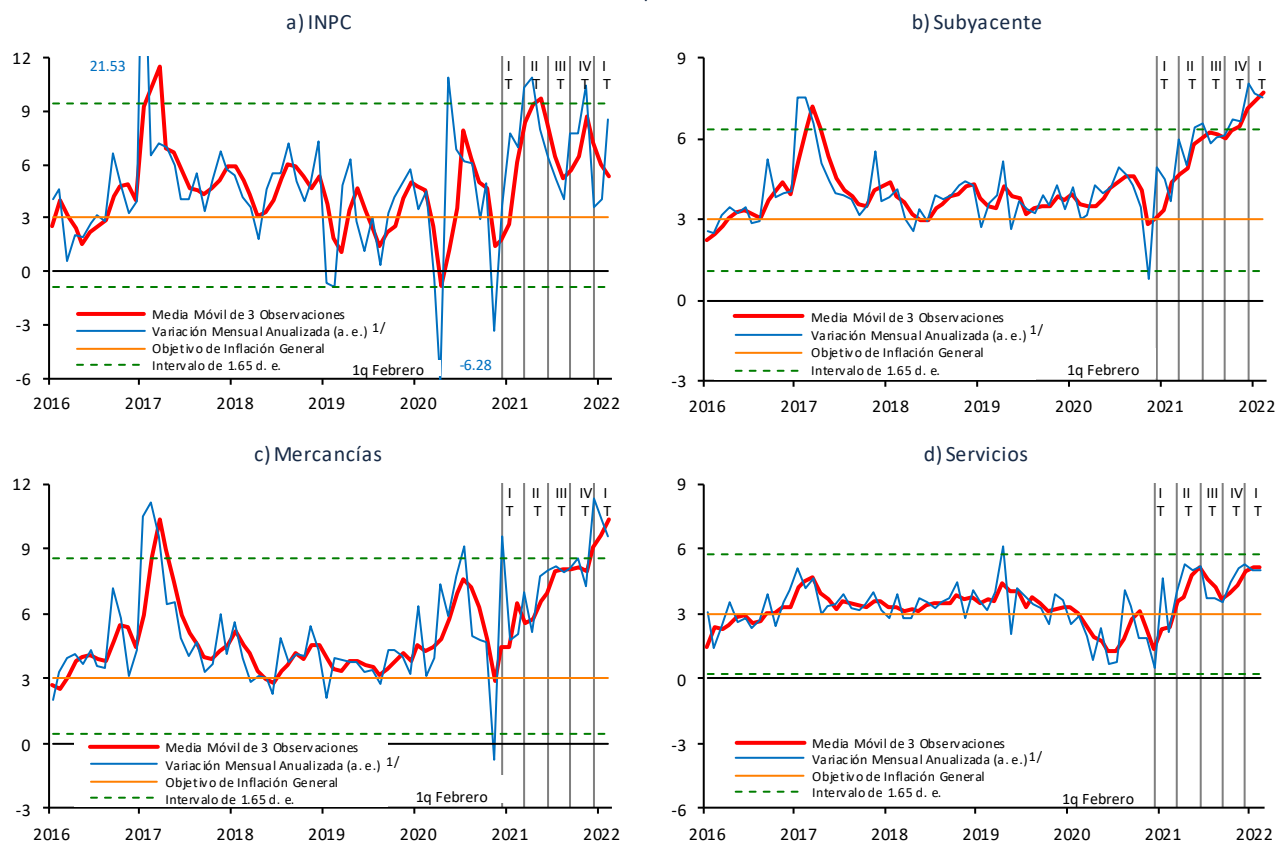 a) INPC
12
9
6
3
0
-3
-6
21.53
-6.28
I T
II T
III T
IV T
I T
Media Móvil de 3 Observaciones
Variación Mensual Anualizada (a. e.) 1/
Objetivo de Inflación General
Intervalo de 1.65 d. e.
1q Febrero
2016 2017 2018 2019 2020 2021 2022
b) Subyacente
9
6
3
0
-3
I T
II T
III T
IV T
I T
Media Móvil de 3 Observaciones
Variación Mensual Anualizada (a. e.) 1/
Objetivo de Inflación General
Intervalo de 1.65 d. e.
1q Febrero
2016 2017 2018 2019 2020 2021 2022
c) Mercancías
12
9
6
3
0
-3
I T
II T
III T
IV T
I T
Media Móvil de 3 Observaciones
Variación Mensual Anualizada (a. e.) 1/
Objetivo de Inflación General
Intervalo de 1.65 d. e.
1q Febrero
2016 2017 2018 2019 2020 2021 2022
d) Servicios
9
6
3
0
-3
-6
I T
II T
III T
IV T
I T
Media Móvil de 3 Observaciones
Variación Mensual Anualizada (a. e.) 1/
Objetivo de Inflación General
Intervalo de 1.65 d. e.
1q Febrero
2016 2017 2018 2019 2020 2021 2022